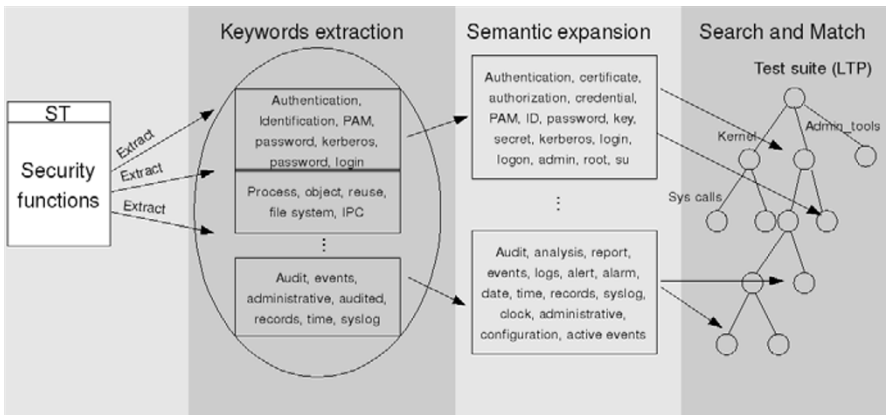 Keywords extraction
Semantic expansion
Search and Match
Test suite (LTP)
ST
Security
functions
Extract
Extract
Extract
Authentication,
Identification, PAM,
password, kerberos,
password, login
Process, object, reuse,
file system, IPC
⋮
Audit, events,
administrative, audited,
records, time, syslog
Authentication, certificate,
authorization, credential,
PAM, ID, password, key,
secret, kerberos, login,
logon, admin, root, su
⋮
Audit, analysis, report,
events, logs, alert, alarm,
date, time, records, syslog,
clock, administrative,
configuration, active events
Kernel
Admin_tools
Sys calls